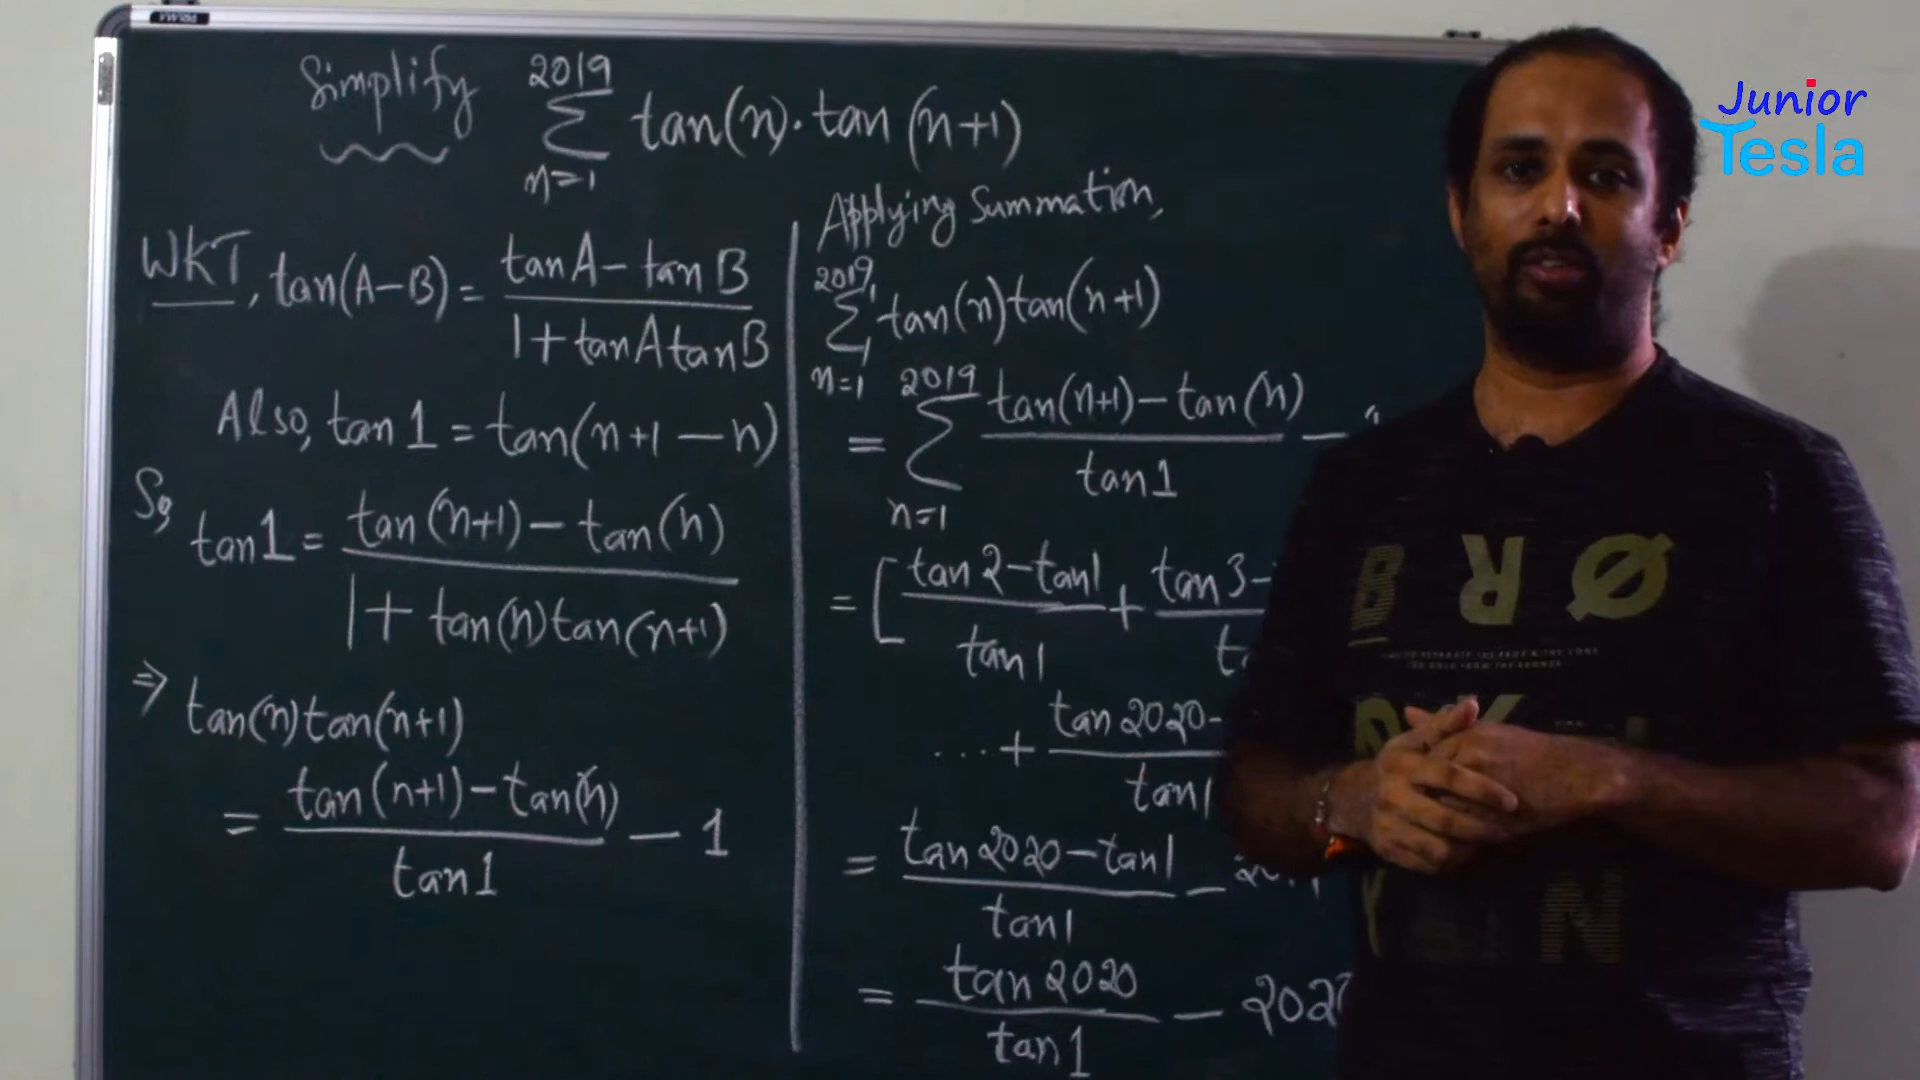 Simplify 2019 Σ n=1 tan(n)·tan(n+1)
WKT, tan(A-B) = tanA - tanB / 1+tanAtanB
Also, tan 1 = tan(n+1 - n)
So, tan1 = tan(n+1) - tan(n) / 1 + tan(n)tan(n+1)
⇒ tan(n)tan(n+1)
= tan(n+1) - tan(n) / tan1 - 1
Applying Summation,
2019 Σ n=1 tan(n)tan(n+1)
= 2019 Σ n=1 tan(n+1) - tan(n) / tan1 -
= [ tan2 - tan1 / tan1 + tan3 -
... + tan2020 - / tan1
= tan2020 - tan1 / tan1 -
= tan2020 / tan1 -
Junior
Tesla
B R Ø
N